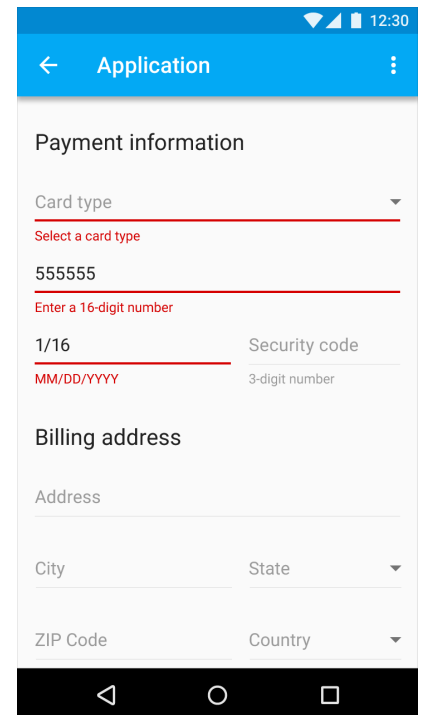 12:30
Application
Payment information
Card type
Select a card type
555555
Enter a 16-digit number
1/16 Security code
MM/DD/YYYY 3-digit number
Billing address
Address
City State
ZIP Code Country